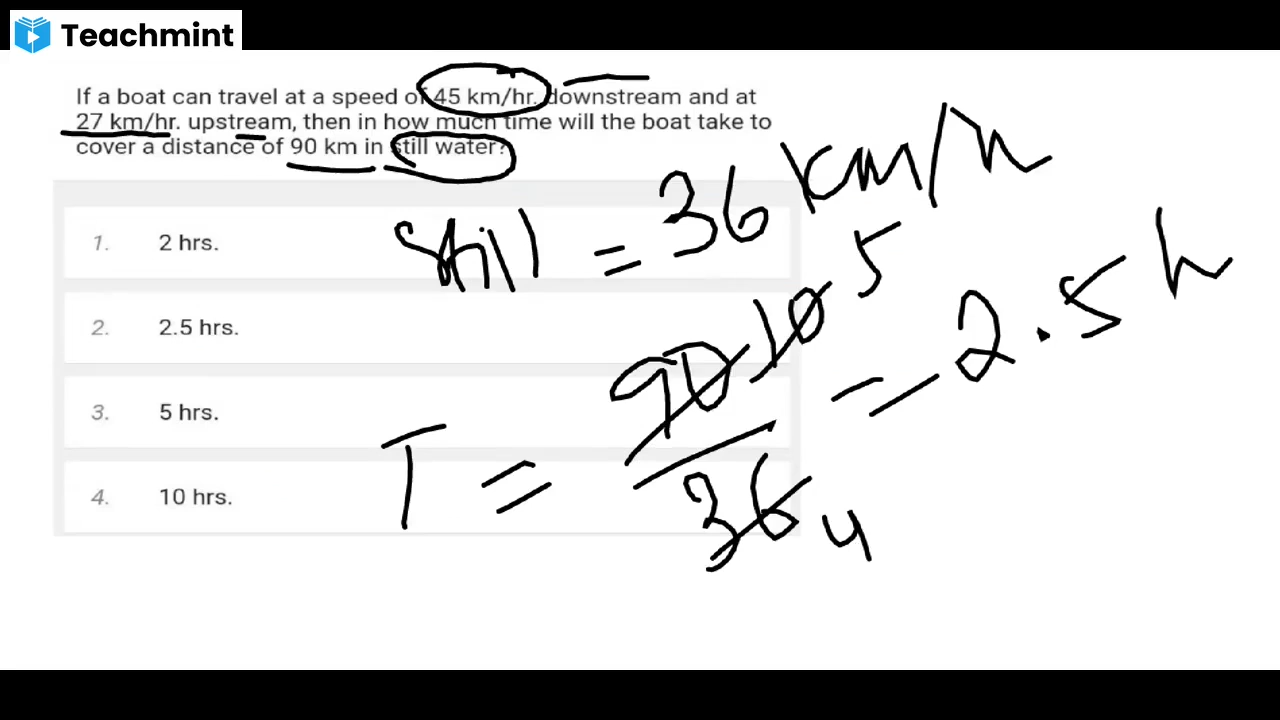 Teachmint
If a boat can travel at a speed of 45 km/hr. downstream and at
27 km/hr. upstream, then in how much time will the boat take to
cover a distance of 90 km in still water?
still = 36 km/h
1. 2 hrs.
2. 2.5 hrs.
3. 5 hrs.
4. 10 hrs.
T = 90 10 5 = 2.5 h
36 4